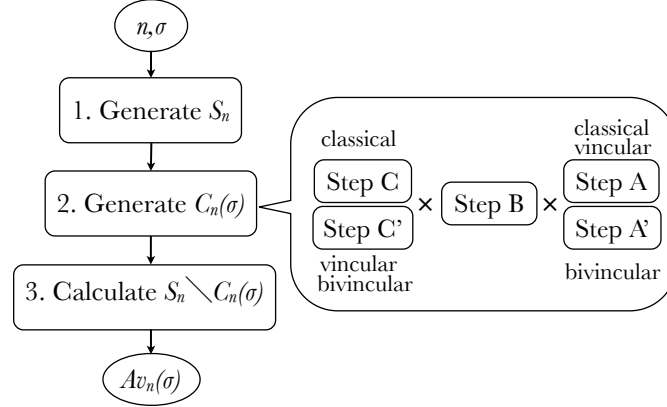 n,σ
1. Generate Sₙ
2. Generate Cₙ(σ)
3. Calculate Sₙ \ Cₙ(σ)
Avₙ(σ)
classical
Step C
Step C'
vincular
bivincular
×
Step B
×
classical
vincular
Step A
Step A'
bivincular